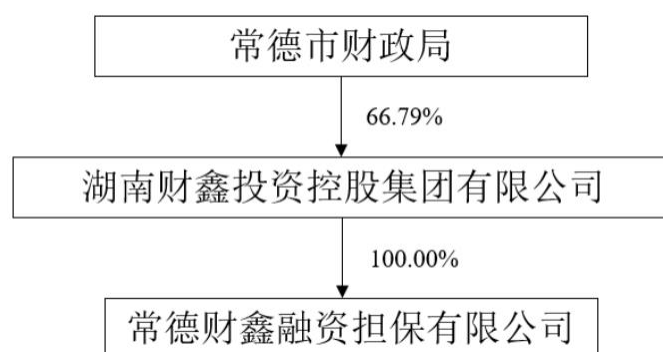 常德市财政局
66.79%
湖南财鑫投资控股集团有限公司
100.00%
常德财鑫融资担保有限公司